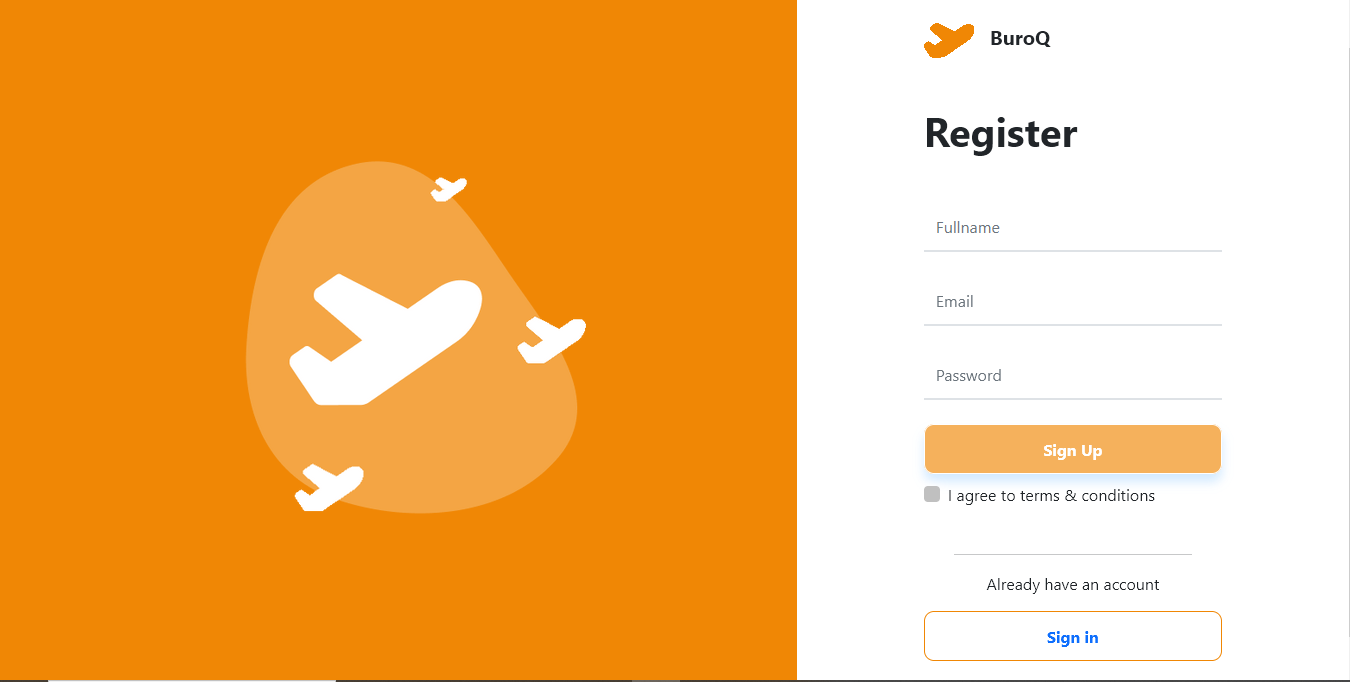 BuroQ
Register
Fullname
Email
Password
Sign Up
I agree to terms & conditions
Already have an account
Sign in